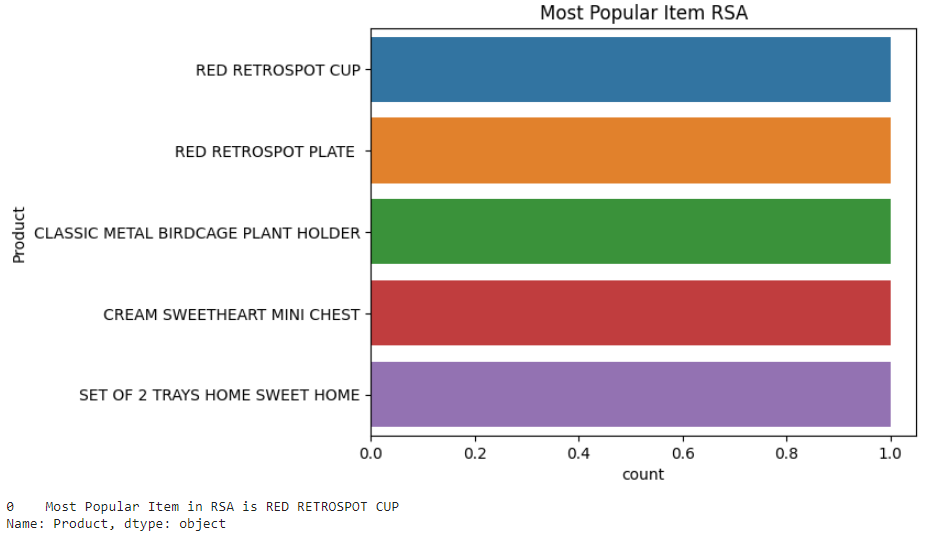 Most Popular Item RSA
RED RETROSPOT CUP
RED RETROSPOT PLATE
CLASSIC METAL BIRDCAGE PLANT HOLDER
CREAM SWEETHEART MINI CHEST
SET OF 2 TRAYS HOME SWEET HOME
Product
0.0 0.2 0.4 0.6 0.8 1.0
count
0    Most Popular Item in RSA is RED RETROSPOT CUP
Name: Product, dtype: object